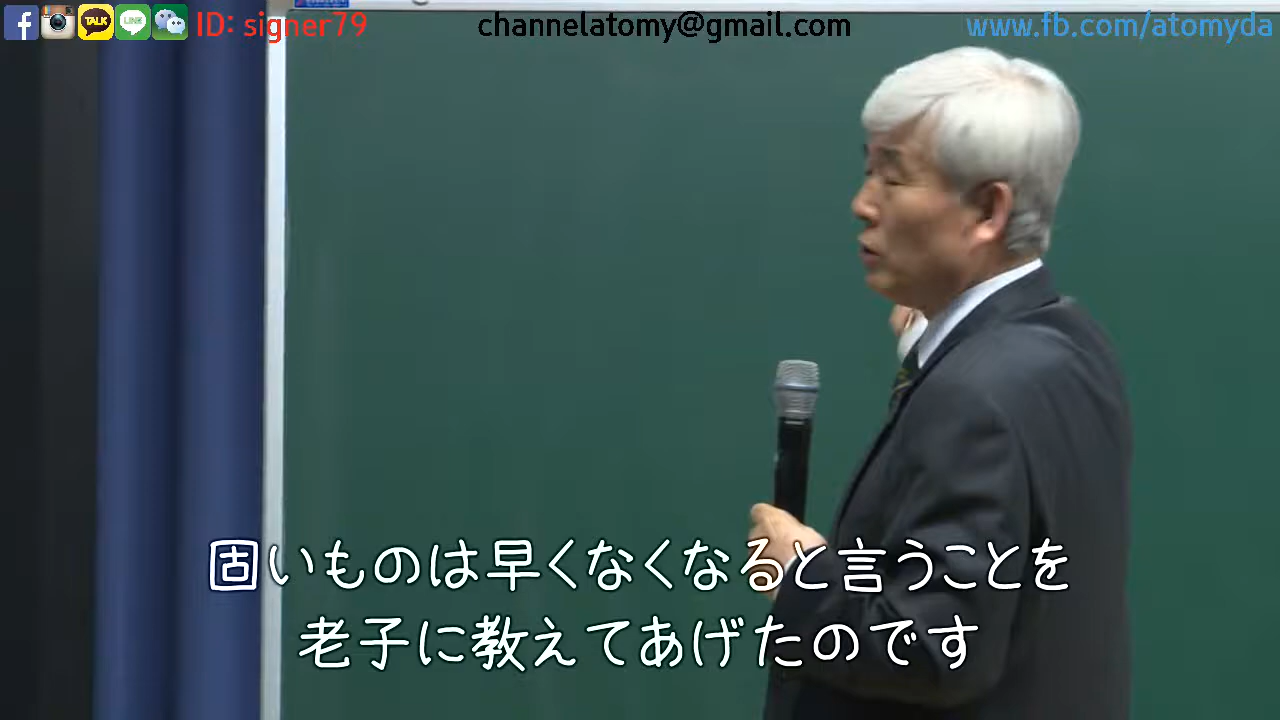 TALK
LINE
ID: signer79
channelatomy@gmail.com
www.fb.com/atomyda
固いものは早くなくなると言うことを
老子に教えてあげたのです